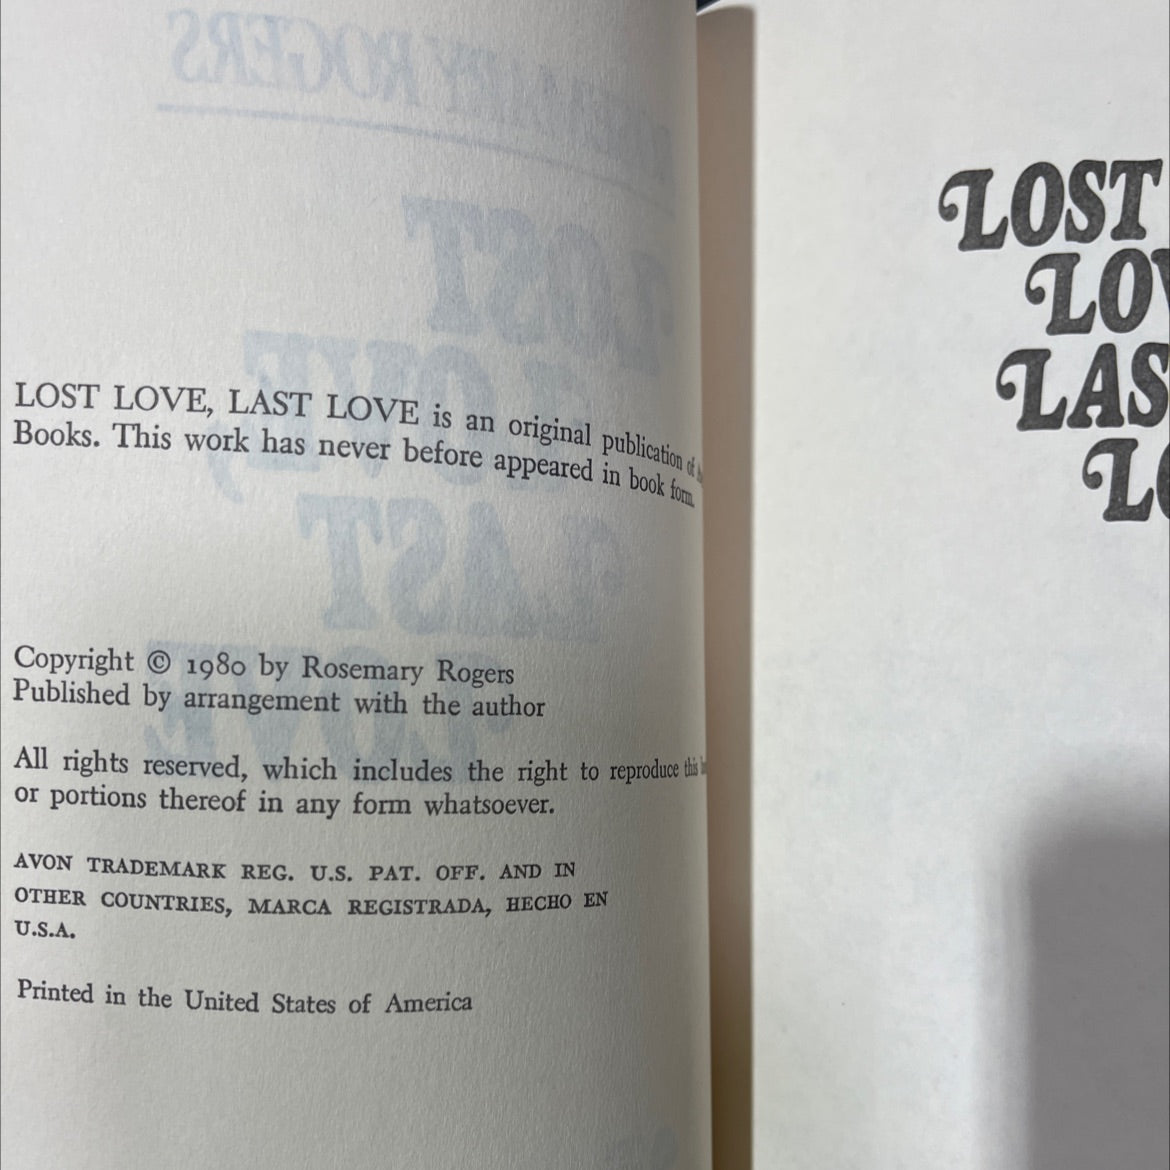 LOST LOVE, LAST LOVE is an original publication of
Books. This work has never before appeared in book form.
Copyright © 1980 by Rosemary Rogers
Published by arrangement with the author
All rights reserved, which includes the right to reproduce this
or portions thereof in any form whatsoever.
AVON TRADEMARK REG. U.S. PAT. OFF. AND IN
OTHER COUNTRIES, MARCA REGISTRADA, HECHO EN
U.S.A.
Printed in the United States of America
LOST
LOV
LAS
LO